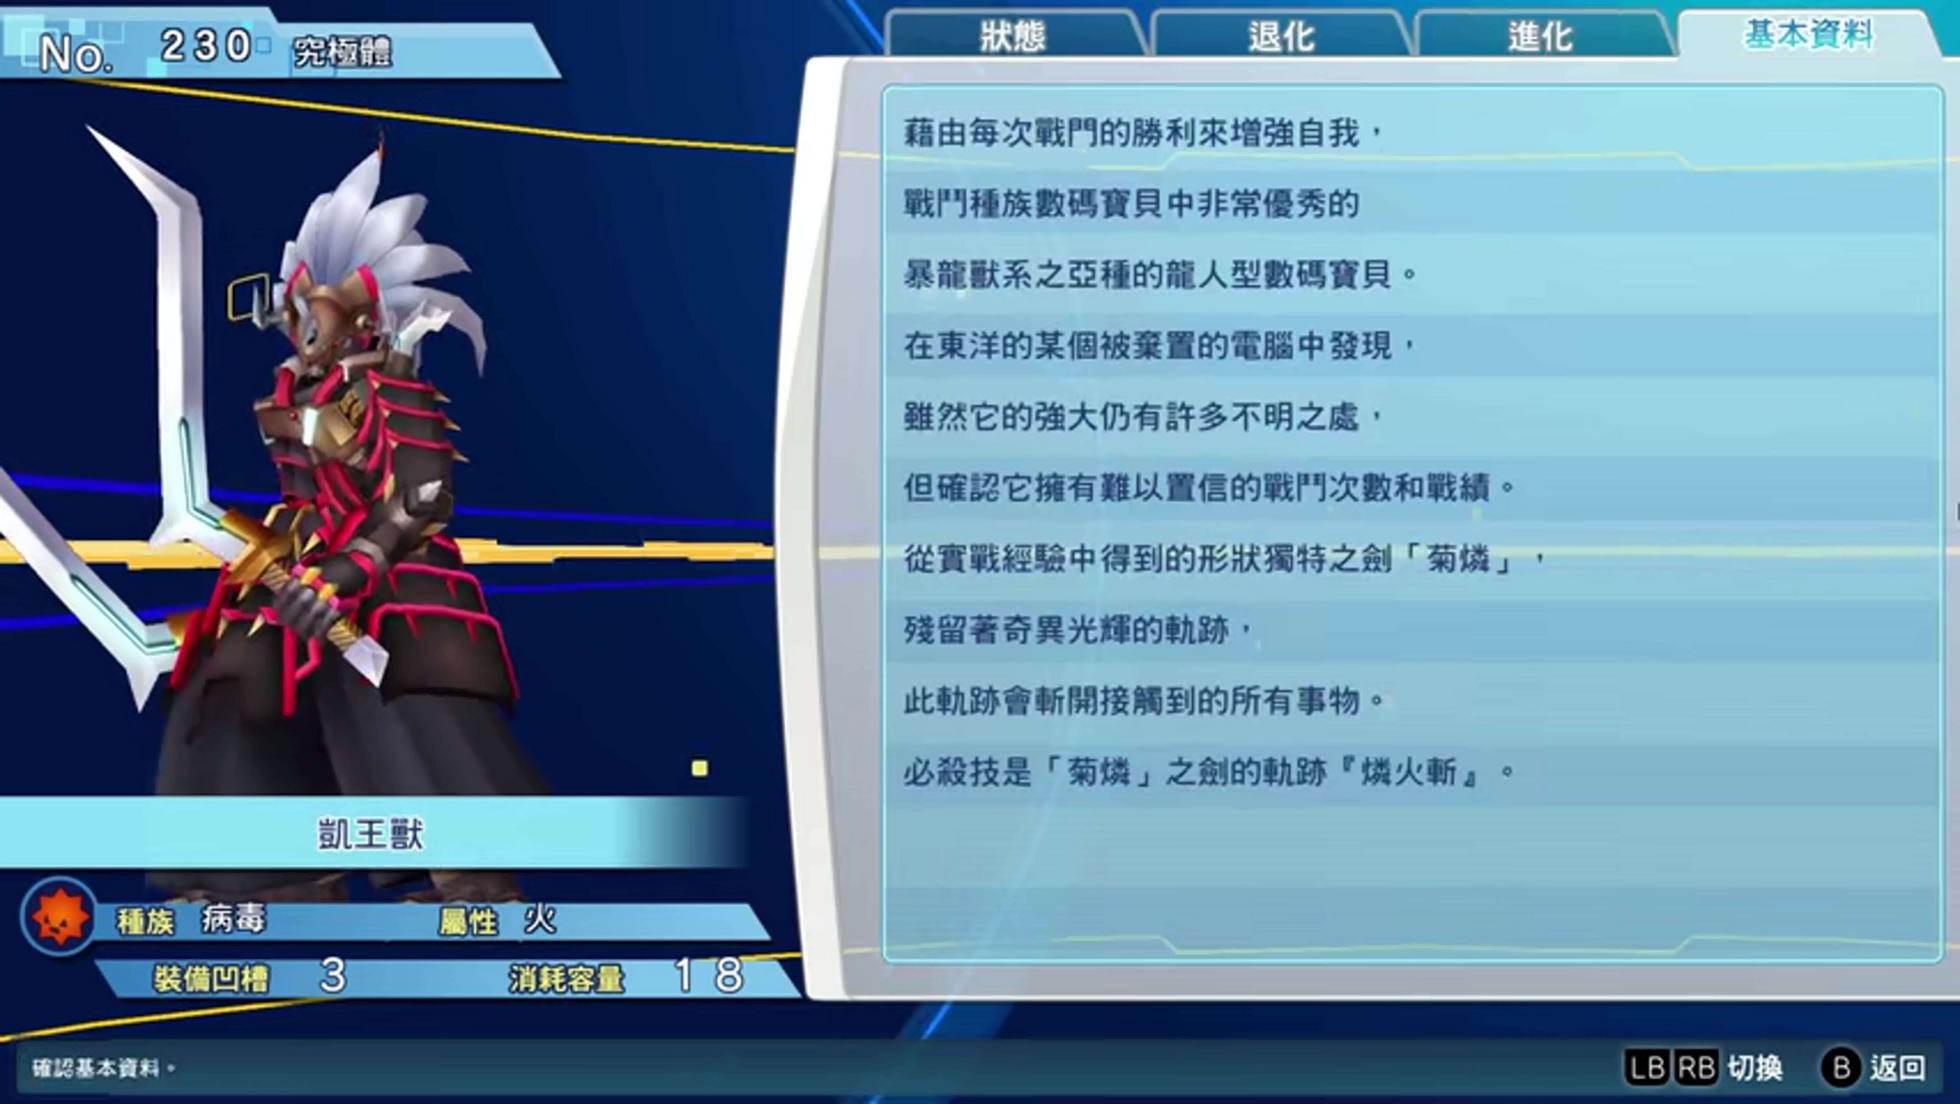 No. 230 究極體
狀態
退化
進化
基本資料
藉由每次戰鬥的勝利來增強自我，
戰鬥種族數碼寶貝中非常優秀的
暴龍獸系之亞種的龍人型數碼寶貝。
在東洋的某個被棄置的電腦中發現，
雖然它的強大仍有許多不明之處，
但確認它擁有難以置信的戰鬥次數和戰績。
從實戰經驗中得到的形狀獨特之劍「菊燐」，
殘留著奇異光輝的軌跡，
此軌跡會斬開接觸到的所有事物。
必殺技是「菊燐」之劍的軌跡『燐火斬』。
凱王獸
種族 病毒 屬性 火
裝備凹槽 3 消耗容量 18
確認基本資料。
LB RB 切換 B 返回